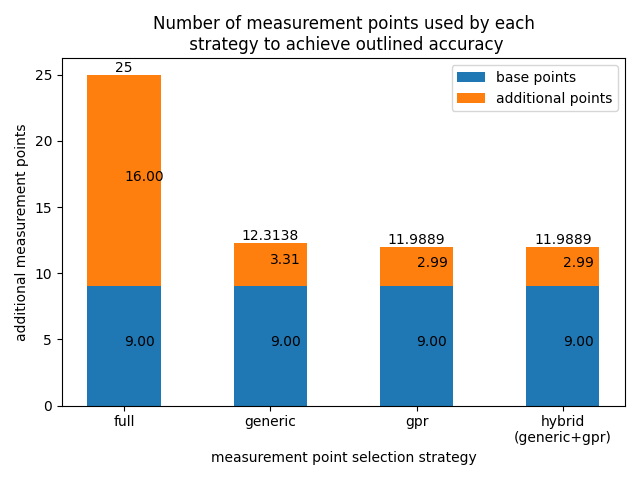 Number of measurement points used by each
strategy to achieve outlined accuracy
additional measurement points
25
20
15
10
5
0
base points
additional points
25
16.00
9.00
12.3138
3.31
9.00
11.9889
2.99
9.00
11.9889
2.99
9.00
full
generic
gpr
hybrid
(generic+gpr)
measurement point selection strategy